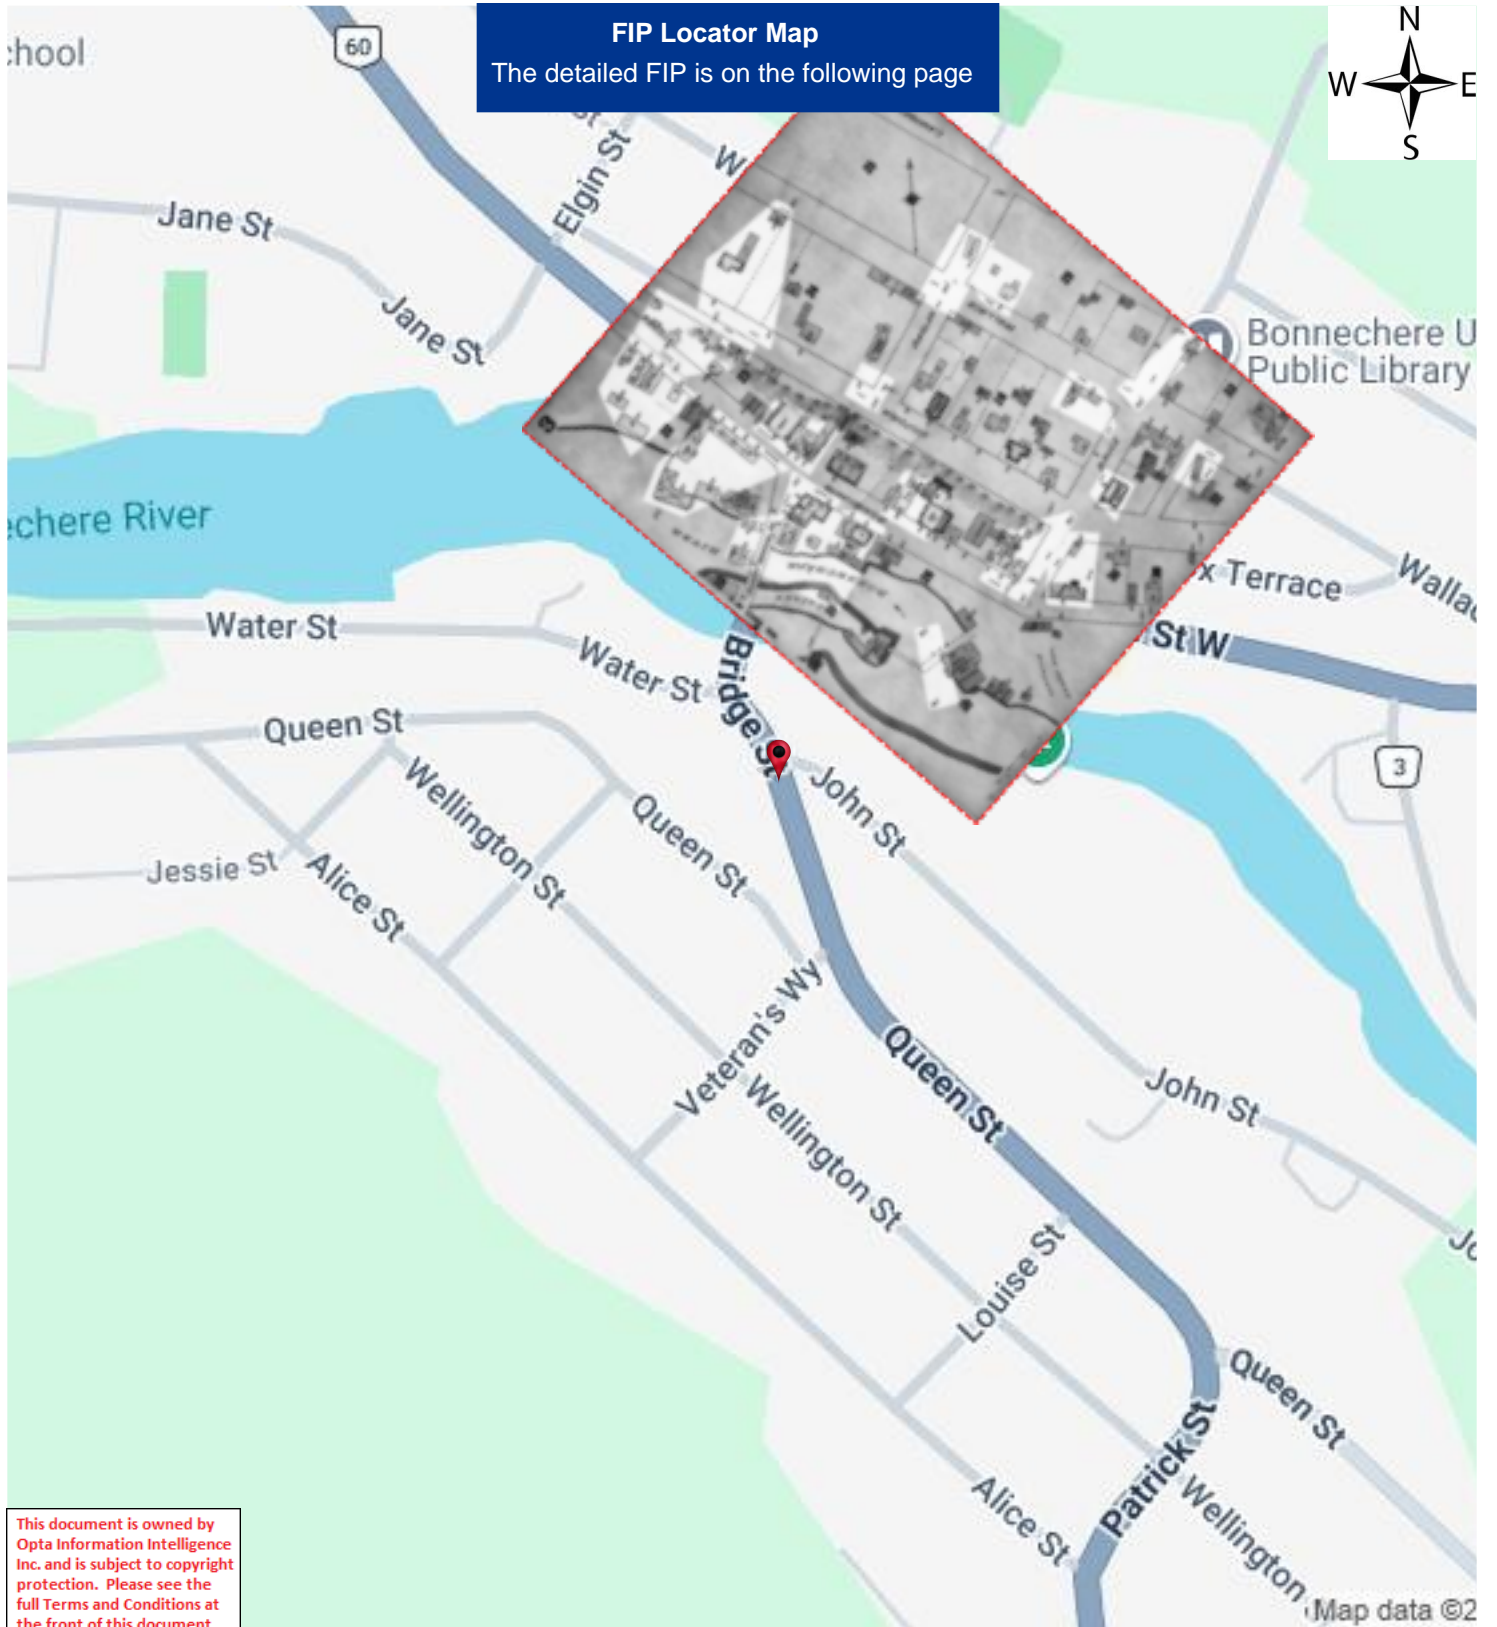 FIP Locator Map
The detailed FIP is on the following page
N
W
E
S
chool
60
st
Elgin St
W
Jane St
Jane St
Bonnechere U
Public Library
echere River
x Terrace
Wallac
Water St
St W
Water St
Bridge St
Queen St
3
John St
Wellington St
Queen St
Jessie St
Alice St
Veteran's Wy
Queen St
John St
Wellington St
Jo
Louise St
Queen St
Patrick St
Alice St
Wellington
This document is owned by
Opta Information Intelligence
Inc. and is subject to copyright
protection. Please see the
full Terms and Conditions at
the front of this document
Map data ©2